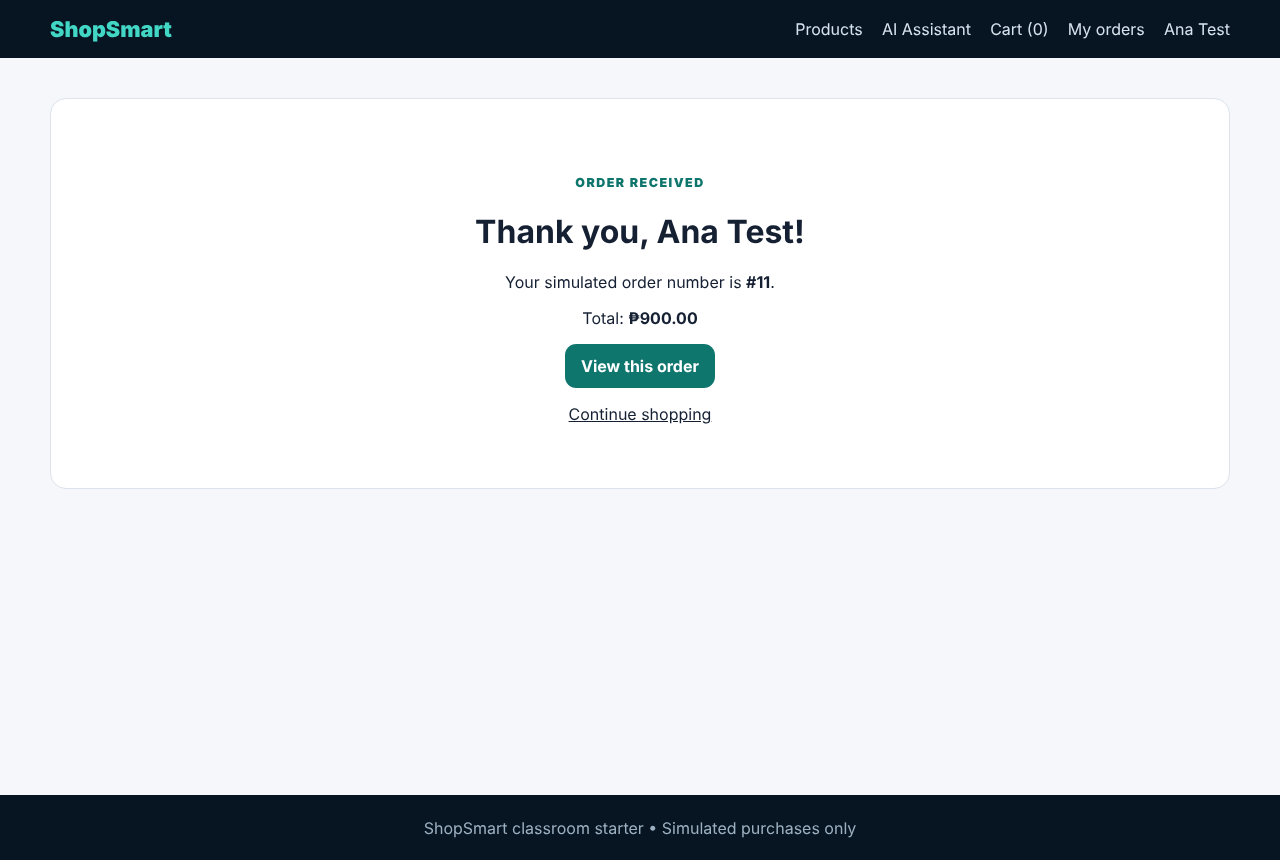 ShopSmart
Products
AI Assistant
Cart (0)
My orders
Ana Test
ORDER RECEIVED
Thank you, Ana Test!
Your simulated order number is #11.
Total: ₱900.00
View this order
Continue shopping
ShopSmart classroom starter • Simulated purchases only